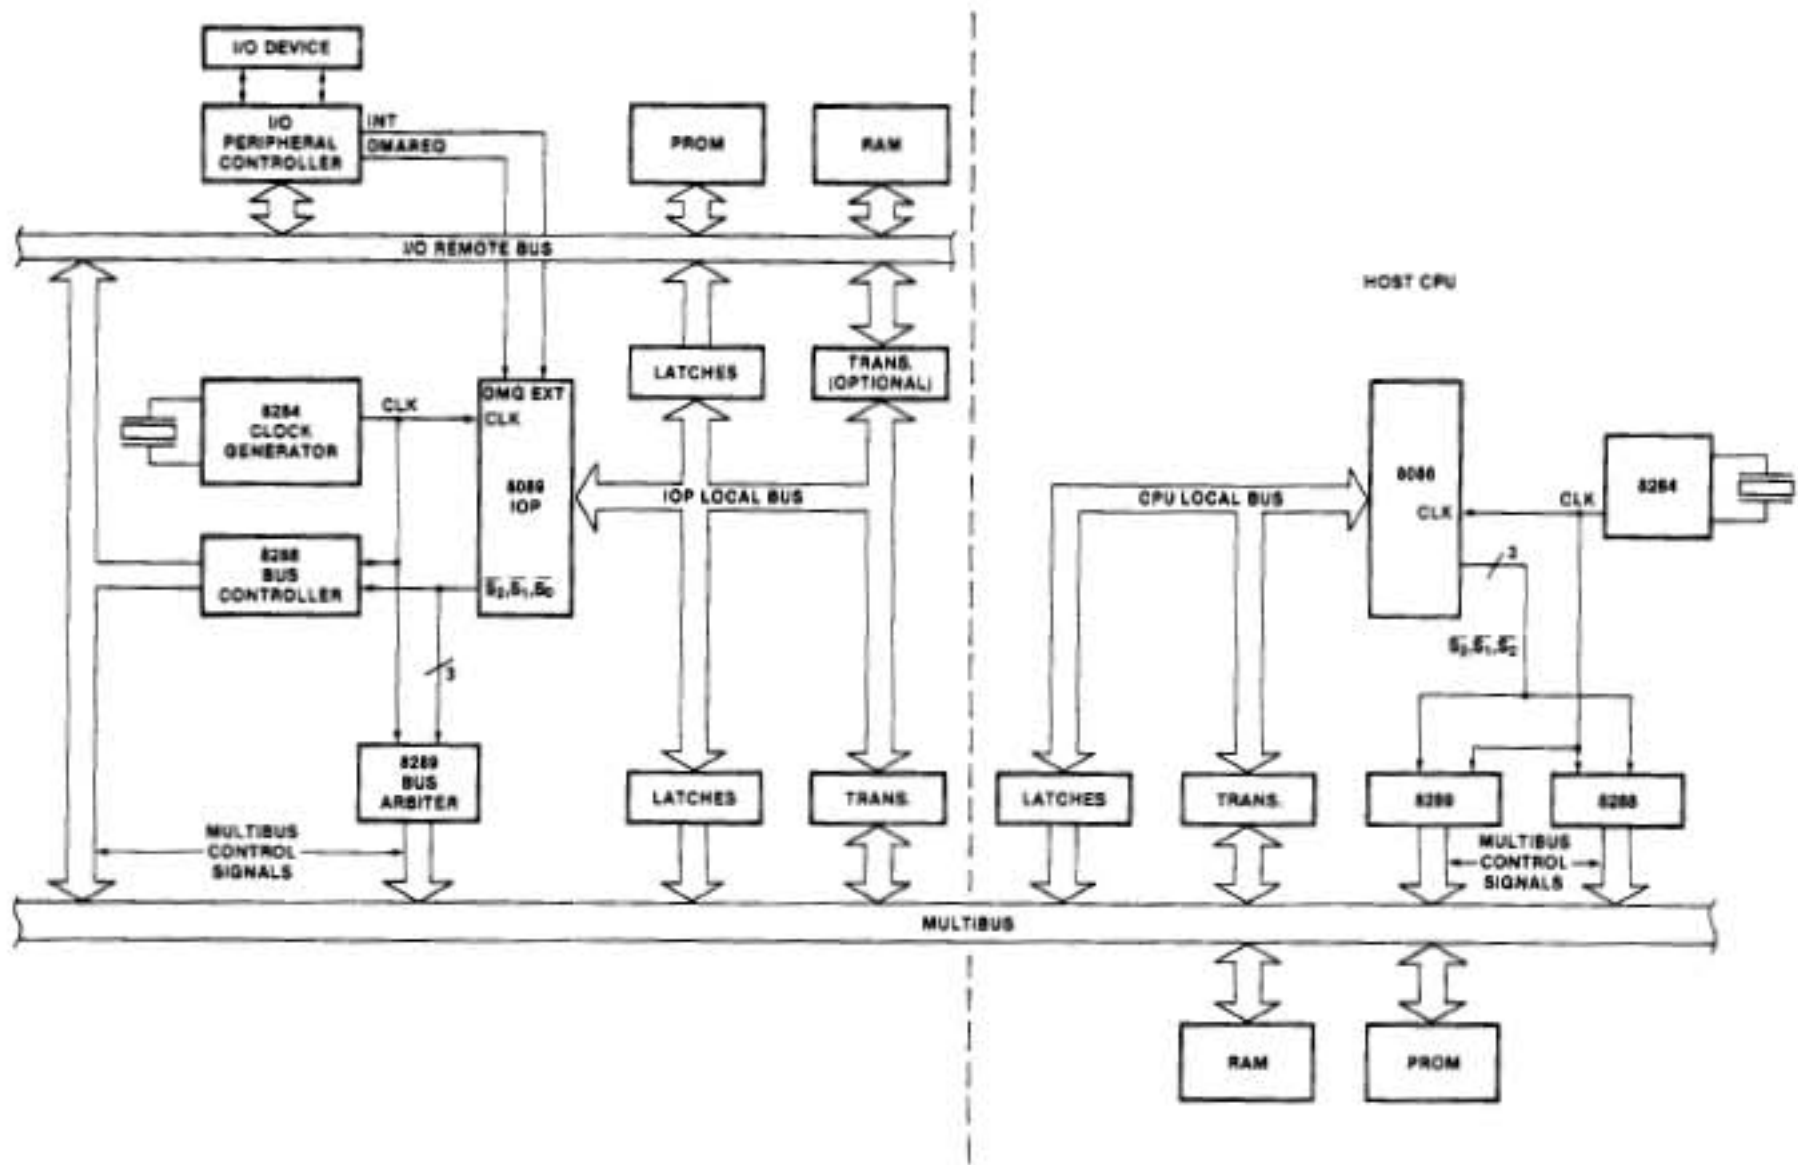 I/O DEVICE
I/O
PERIPHERAL
CONTROLLER
INT
DMAREQ
PROM
RAM
I/O REMOTE BUS
HOST CPU
LATCHES
TRANS.
(OPTIONAL)
8284
CLOCK
GENERATOR
CLK
DMQ EXT
CLK
8089
IOP
IOP LOCAL BUS
CPU LOCAL BUS
8086
CLK
CLK
8284
8288
BUS
CONTROLLER
S̅2,S̅1,S̅0
3
3
S̅2,S̅1,S̅2
8289
BUS
ARBITER
LATCHES
TRANS.
LATCHES
TRANS.
8289
8288
MULTIBUS
CONTROL
SIGNALS
MULTIBUS
CONTROL
SIGNALS
MULTIBUS
RAM
PROM